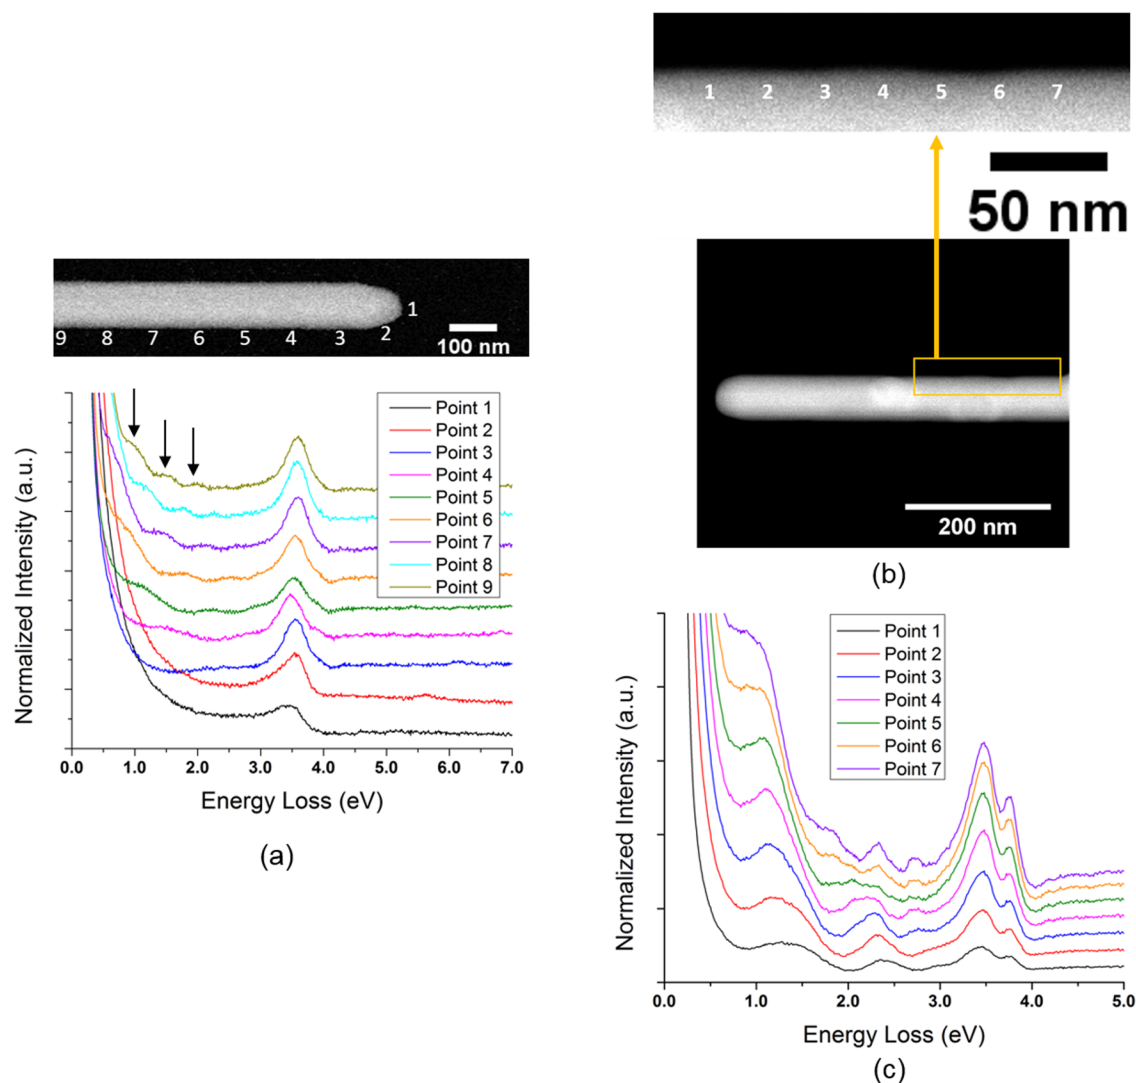 1 2 3 4 5 6 7
50 nm
9 8 7 6 5 4 3 2 1
100 nm
Normalized Intensity (a.u.)
Point 1
Point 2
Point 3
Point 4
Point 5
Point 6
Point 7
Point 8
Point 9
0.0 1.0 2.0 3.0 4.0 5.0 6.0 7.0
Energy Loss (eV)
(a)
200 nm
(b)
Normalized Intensity (a.u.)
Point 1
Point 2
Point 3
Point 4
Point 5
Point 6
Point 7
0.0 1.0 2.0 3.0 4.0 5.0
Energy Loss (eV)
(c)